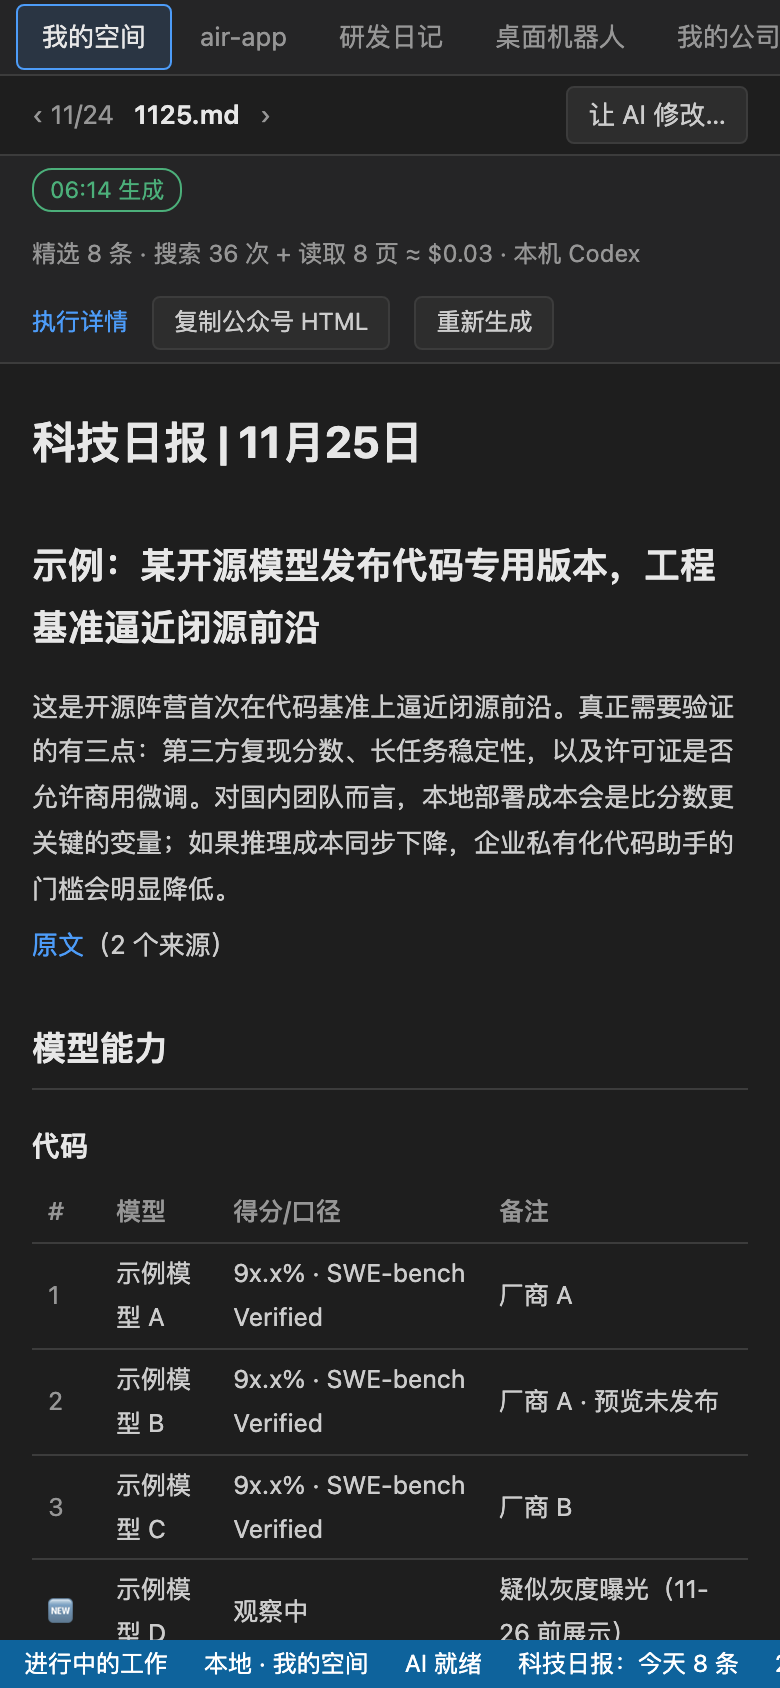 我的空间 air-app 研发日记 桌面机器人 我的公司
‹ 11/24 1125.md › 让 AI 修改...
06:14 生成
精选 8 条 · 搜索 36 次 + 读取 8 页 ≈ $0.03 · 本机 Codex
执行详情 复制公众号 HTML 重新生成
科技日报 | 11月25日
示例：某开源模型发布代码专用版本，工程
基准逼近闭源前沿
这是开源阵营首次在代码基准上逼近闭源前沿。真正需要验证
的有三点：第三方复现分数、长任务稳定性，以及许可证是否
允许商用微调。对国内团队而言，本地部署成本会是比分数更
关键的变量；如果推理成本同步下降，企业私有化代码助手的
门槛会明显降低。
原文（2 个来源）
模型能力
代码
# 模型 得分/口径 备注
1 示例模型 A 9x.x% · SWE-bench Verified 厂商 A
2 示例模型 B 9x.x% · SWE-bench Verified 厂商 A · 预览未发布
3 示例模型 C 9x.x% · SWE-bench Verified 厂商 B
NEW 示例模型 D 观察中 疑似灰度曝光（11-26 前展示）
进行中的工作 本地 · 我的空间 AI 就绪 科技日报：今天 8 条